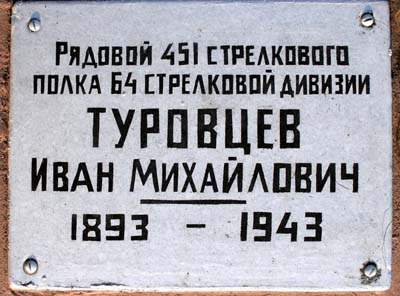 Рядовой 451 стрелкового
полка 64 стрелковой дивизии
ТУРОВЦЕВ
Иван Михайлович
1893 – 1943